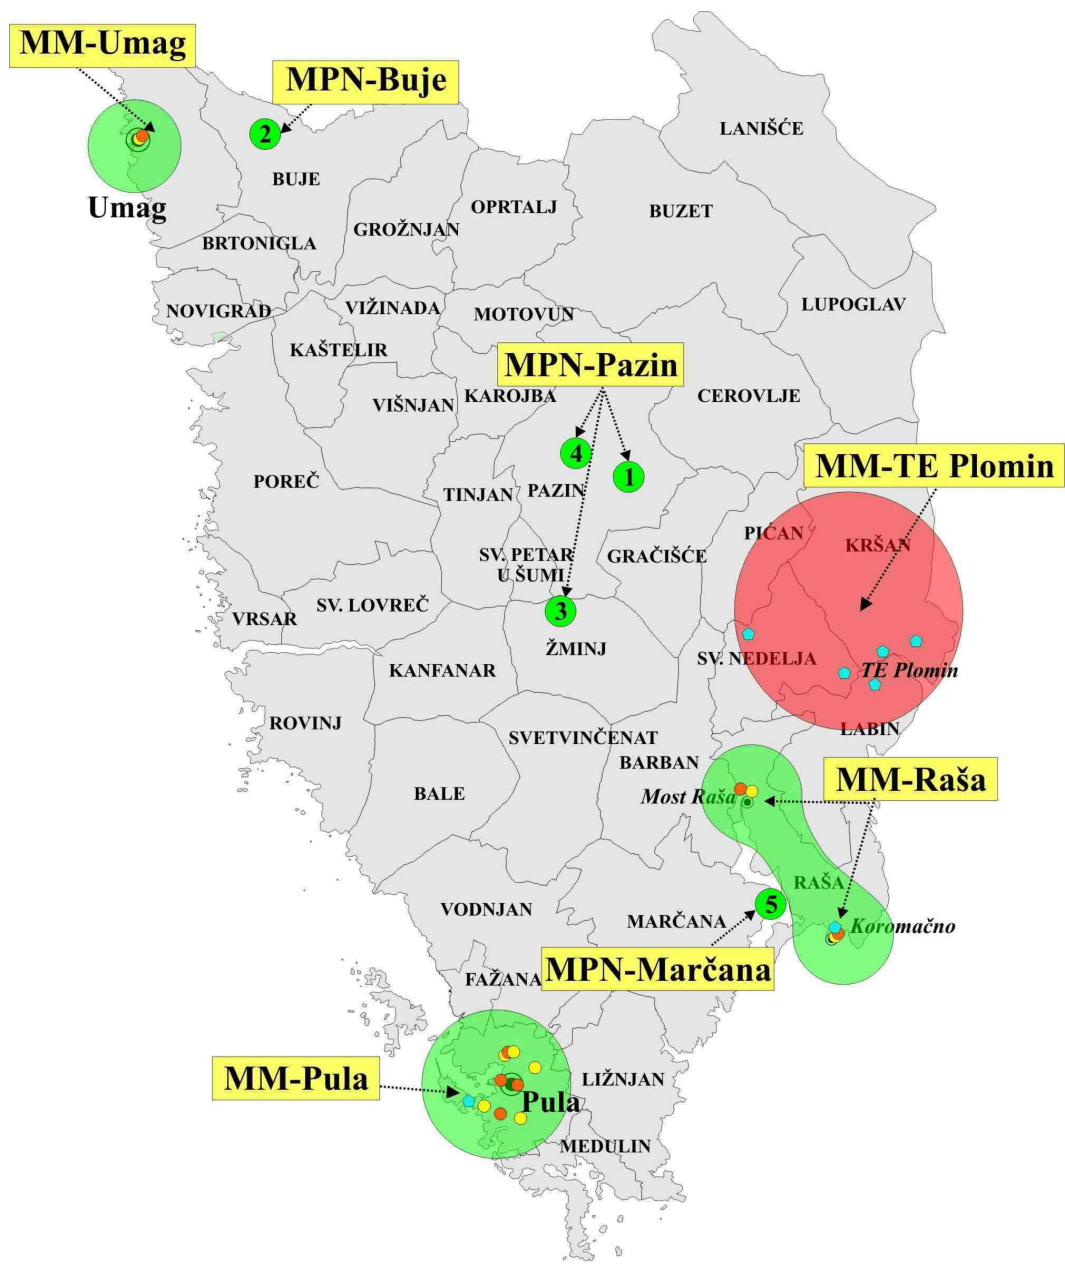 MM-Umag
MPN-Buje
2
LANIŠĆE
BUJE
Umag
OPRTALJ
BUZET
GROŽNJAN
BRTONIGLA
NOVIGRAD
VIŽINADA
MOTOVUN
LUPOGLAV
KAŠTELIR
MPN-Pazin
KAROJBA
CEROVLJE
VIŠNJAN
4
1
MM-TE Plomin
POREČ
TINJAN
PAZIN
PIĆAN
KRŠAN
SV. PETAR
U ŠUMI
GRAČIŠĆE
SV. LOVREČ
VRSAR
3
ŽMINJ
KANFANAR
SV. NEDELJA
TE Plomin
ROVINJ
SVETVINČENAT
LABIN
BARBAN
BALE
Most Raša
MM-Raša
RAŠA
VODNJAN
MARČANA
5
Koromačno
MPN-Marčana
FAŽANA
MM-Pula
LIŽNJAN
Pula
MEDULIN